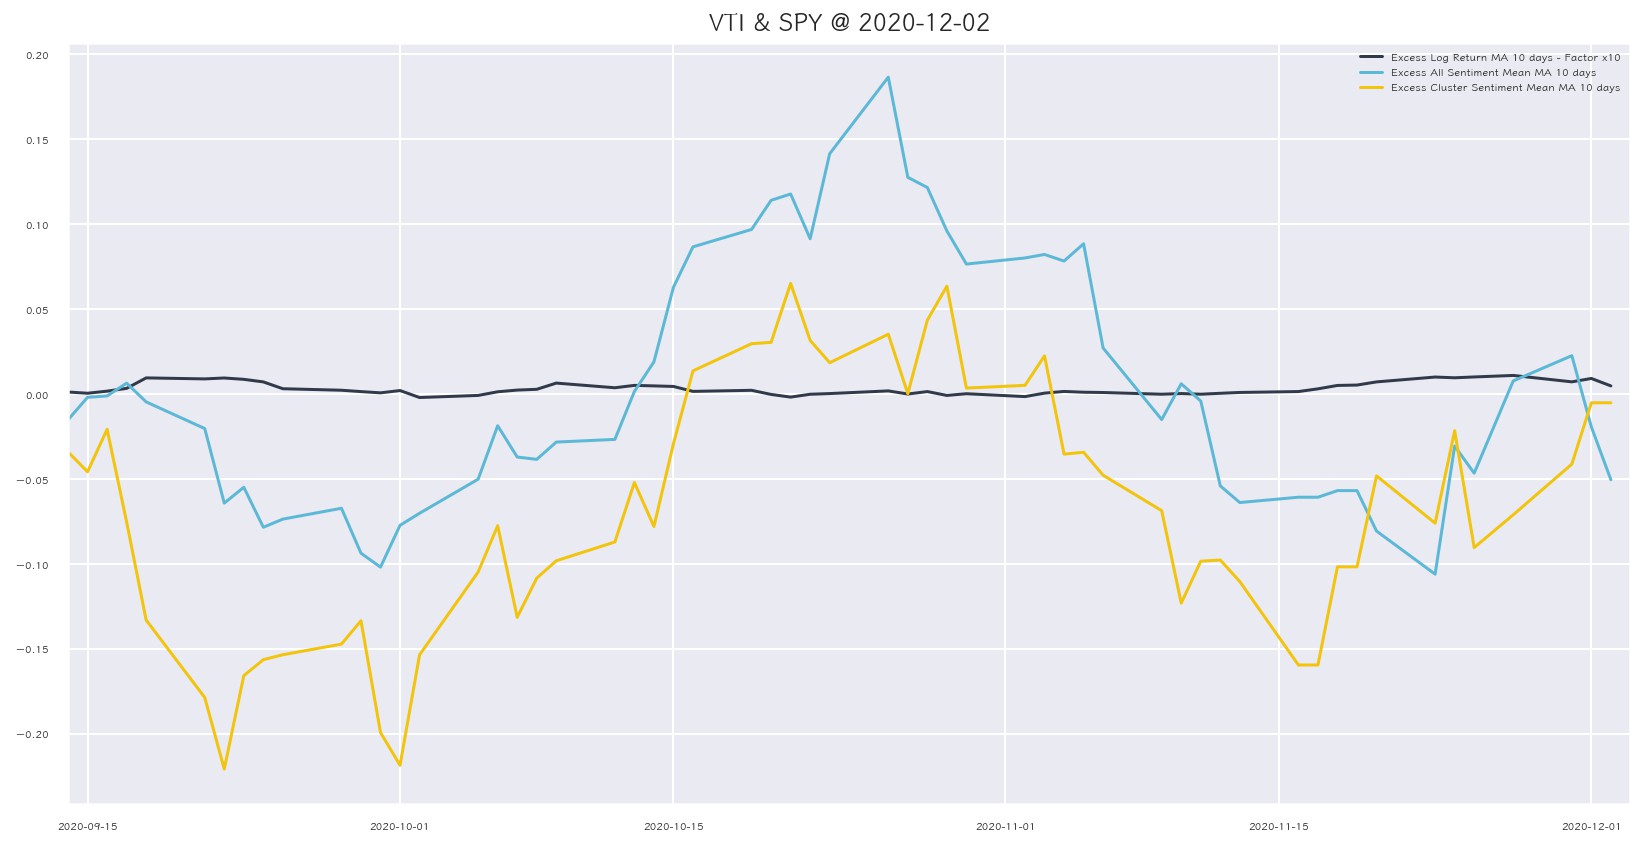 VTI & SPY @ 2020-12-02
Excess Log Return MA 10 days - Factor x10
Excess All Sentiment Mean MA 10 days
Excess Cluster Sentiment Mean MA 10 days
0.20
0.15
0.10
0.05
0.00
−0.05
−0.10
−0.15
−0.20
2020-09-15 2020-10-01 2020-10-15 2020-11-01 2020-11-15 2020-12-01